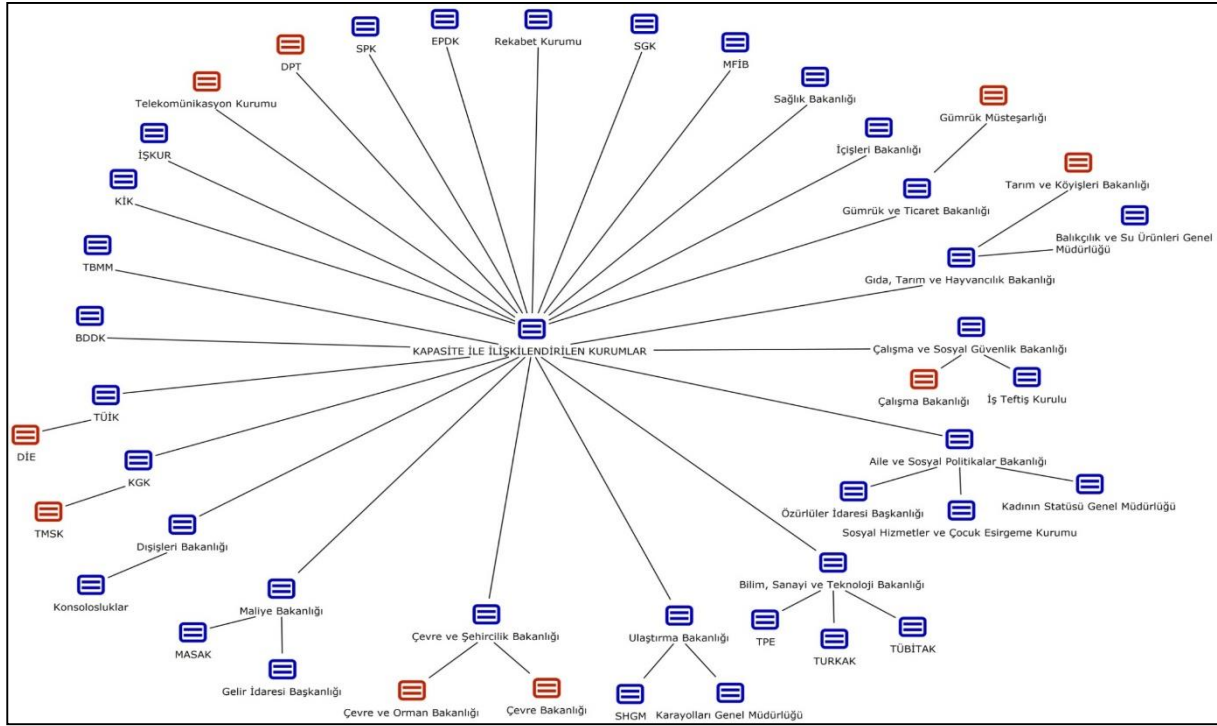 EPDK
Rekabet Kurumu
SPK
SGK
DPT
MFİB
Telekomünikasyon Kurumu
Sağlık Bakanlığı
Gümrük Müsteşarlığı
İŞKUR
İçişleri Bakanlığı
Tarım ve Köyişleri Bakanlığı
KİK
Gümrük ve Ticaret Bakanlığı
Balıkçılık ve Su Ürünleri Genel
Müdürlüğü
TBMM
Gıda, Tarım ve Hayvancılık Bakanlığı
BDDK
KAPASİTE İLE İLİŞKİLENDİRİLEN KURUMLAR
Çalışma ve Sosyal Güvenlik Bakanlığı
Çalışma Bakanlığı
İş Teftiş Kurulu
TÜİK
DİE
Aile ve Sosyal Politikalar Bakanlığı
KGK
Özürlüler İdaresi Başkanlığı
Kadının Statüsü Genel Müdürlüğü
Sosyal Hizmetler ve Çocuk Esirgeme Kurumu
TMSK
Dışişleri Bakanlığı
Konsolosluklar
Bilim, Sanayi ve Teknoloji Bakanlığı
Maliye Bakanlığı
Çevre ve Şehircilik Bakanlığı
Ulaştırma Bakanlığı
TPE
TURKAK
TÜBİTAK
MASAK
Gelir İdaresi Başkanlığı
Çevre ve Orman Bakanlığı
Çevre Bakanlığı
SHGM
Karayolları Genel Müdürlüğü